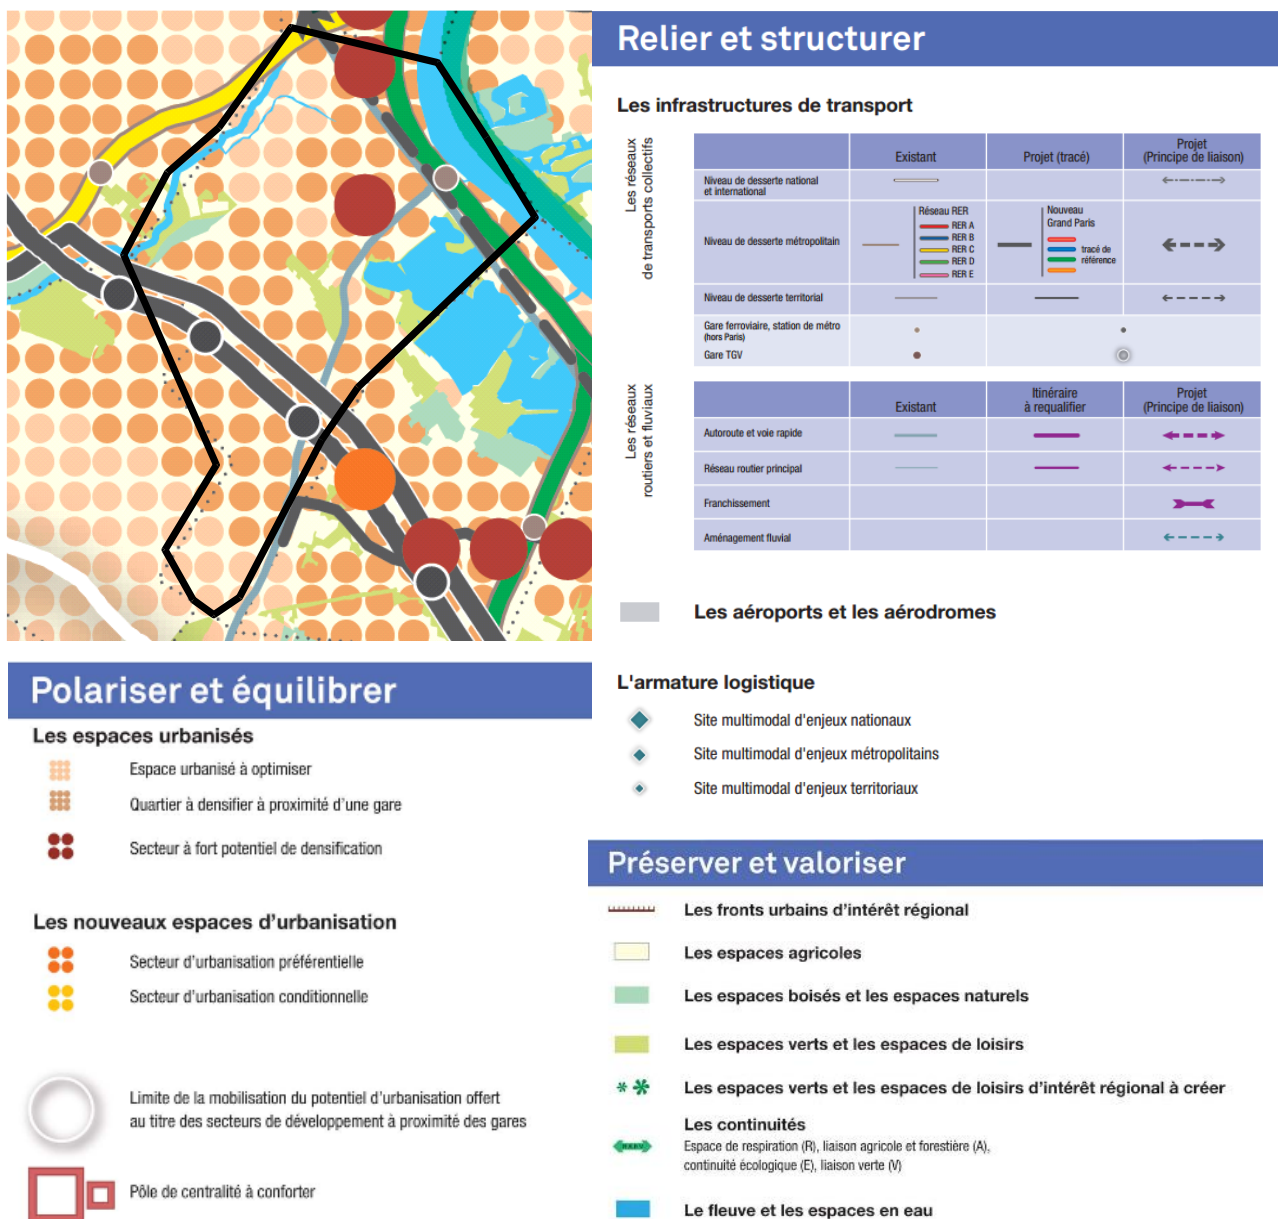 Relier et structurer
Les infrastructures de transport
Les réseaux
de transports collectifs
Existant
Projet (tracé)
Projet
(Principe de liaison)
Niveau de desserte national
et international
Niveau de desserte métropolitain
Réseau RER
RER A
RER B
RER C
RER D
RER E
Nouveau
Grand Paris
tracé de
référence
Niveau de desserte territorial
Gare ferroviaire, station de métro
(hors Paris)
Gare TGV
Les réseaux
routiers et fluviaux
Existant
Itinéraire
à requalifier
Projet
(Principe de liaison)
Autoroute et voie rapide
Réseau routier principal
Franchissement
Aménagement fluvial
Les aéroports et les aérodromes
L'armature logistique
Site multimodal d'enjeux nationaux
Site multimodal d'enjeux métropolitains
Site multimodal d'enjeux territoriaux
Polariser et équilibrer
Les espaces urbanisés
Espace urbanisé à optimiser
Quartier à densifier à proximité d'une gare
Secteur à fort potentiel de densification
Les nouveaux espaces d'urbanisation
Secteur d'urbanisation préférentielle
Secteur d'urbanisation conditionnelle
Limite de la mobilisation du potentiel d'urbanisation offert
au titre des secteurs de développement à proximité des gares
Pôle de centralité à conforter
Préserver et valoriser
Les fronts urbains d'intérêt régional
Les espaces agricoles
Les espaces boisés et les espaces naturels
Les espaces verts et les espaces de loisirs
Les espaces verts et les espaces de loisirs d'intérêt régional à créer
Les continuités
Espace de respiration (R), liaison agricole et forestière (A),
continuité écologique (E), liaison verte (V)
Le fleuve et les espaces en eau